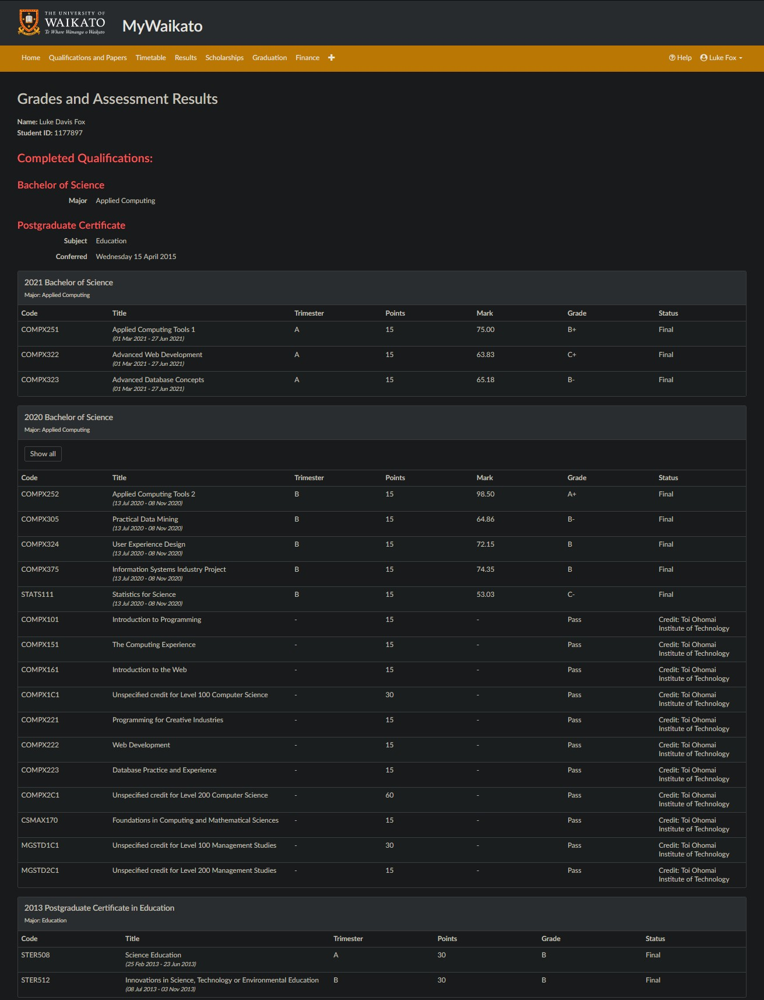 THE UNIVERSITY OF
WAIKATO
Te Whare Wānanga o Waikato
MyWaikato
Home Qualifications and Papers Timetable Results Scholarships Graduation Finance Help Luke Fox
Grades and Assessment Results
Name: Luke Davis Fox
Student ID: 1177897
Completed Qualifications:
Bachelor of Science
Major Applied Computing
Postgraduate Certificate
Subject Education
Conferred Wednesday 15 April 2015
2021 Bachelor of Science
Major: Applied Computing
Code Title Trimester Points Mark Grade Status
COMPX251 Applied Computing Tools 1 A 15 75.00 B+ Final
(01 Mar 2021 - 27 Jun 2021)
COMPX322 Advanced Web Development A 15 63.83 C+ Final
(01 Mar 2021 - 27 Jun 2021)
COMPX323 Advanced Database Concepts A 15 65.18 B- Final
(01 Mar 2021 - 27 Jun 2021)
2020 Bachelor of Science
Major: Applied Computing
Show all
Code Title Trimester Points Mark Grade Status
COMPX252 Applied Computing Tools 2 B 15 98.50 A+ Final
(13 Jul 2020 - 08 Nov 2020)
COMPX305 Practical Data Mining B 15 64.86 B- Final
(13 Jul 2020 - 08 Nov 2020)
COMPX324 User Experience Design B 15 72.15 B Final
(13 Jul 2020 - 08 Nov 2020)
COMPX375 Information Systems Industry Project B 15 74.35 B Final
(13 Jul 2020 - 08 Nov 2020)
STATS111 Statistics for Science B 15 53.03 C- Final
(13 Jul 2020 - 08 Nov 2020)
COMPX101 Introduction to Programming - 15 - Pass Credit: Toi Ohomai
Institute of Technology
COMPX151 The Computing Experience - 15 - Pass Credit: Toi Ohomai
Institute of Technology
COMPX161 Introduction to the Web - 15 - Pass Credit: Toi Ohomai
Institute of Technology
COMPX1C1 Unspecified credit for Level 100 Computer Science - 30 - Pass Credit: Toi Ohomai
Institute of Technology
COMPX221 Programming for Creative Industries - 15 - Pass Credit: Toi Ohomai
Institute of Technology
COMPX222 Web Development - 15 - Pass Credit: Toi Ohomai
Institute of Technology
COMPX223 Database Practice and Experience - 15 - Pass Credit: Toi Ohomai
Institute of Technology
COMPX2C1 Unspecified credit for Level 200 Computer Science - 60 - Pass Credit: Toi Ohomai
Institute of Technology
CSMAX170 Foundations in Computing and Mathematical Sciences - 15 - Pass Credit: Toi Ohomai
Institute of Technology
MGSTD1C1 Unspecified credit for Level 100 Management Studies - 30 - Pass Credit: Toi Ohomai
Institute of Technology
MGSTD2C1 Unspecified credit for Level 200 Management Studies - 15 - Pass Credit: Toi Ohomai
Institute of Technology
2013 Postgraduate Certificate in Education
Major: Education
Code Title Trimester Points Grade Status
STER508 Science Education A 30 B Final
(25 Feb 2013 - 23 Jun 2013)
STER512 Innovations in Science, Technology or Environmental Education B 30 B Final
(08 Jul 2013 - 03 Nov 2013)